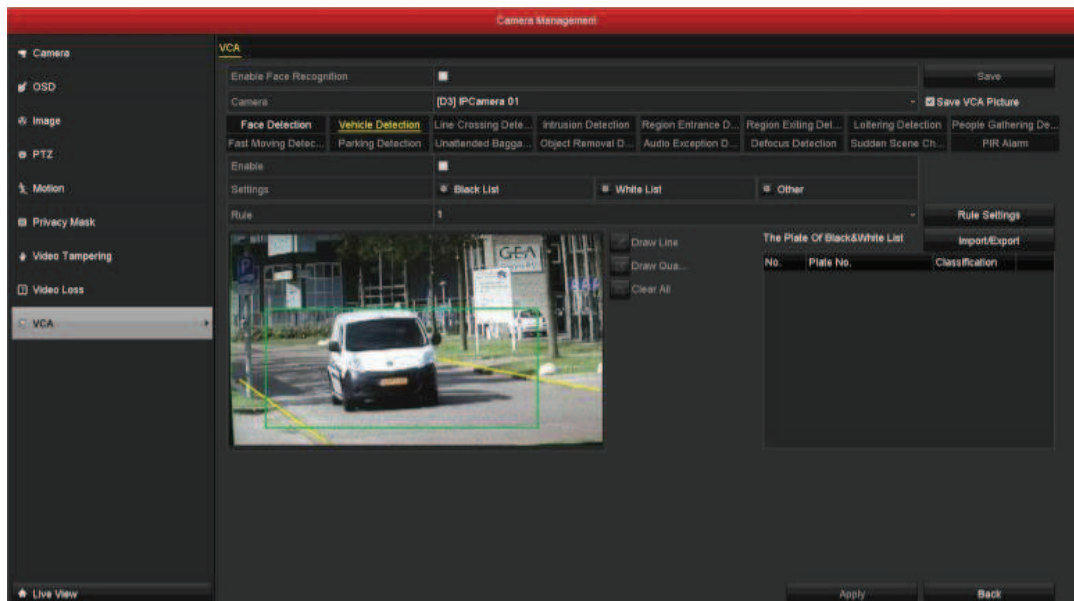 Camera Management
Camera
OSD
Image
PTZ
Motion
Privacy Mask
Video Tampering
Video Loss
VCA
Live View
VCA
Enable Face Recognition
Save
Camera
[D3] IPCamera 01
Save VCA Picture
Face Detection
Vehicle Detection
Line Crossing Dete...
Intrusion Detection
Region Entrance D...
Region Exiting Det...
Loitering Detection
People Gathering De...
Fast Moving Detec...
Parking Detection
Unattended Bagga...
Object Removal D...
Audio Exception D...
Defocus Detection
Sudden Scene Ch...
PIR Alarm
Enable
Settings
Black List
White List
Other
Rule
1
Rule Settings
P
GEA
Draw Line
Draw Qua...
Clear All
The Plate Of Black&White List
Import/Export
No.
Plate No.
Classification
Apply
Back